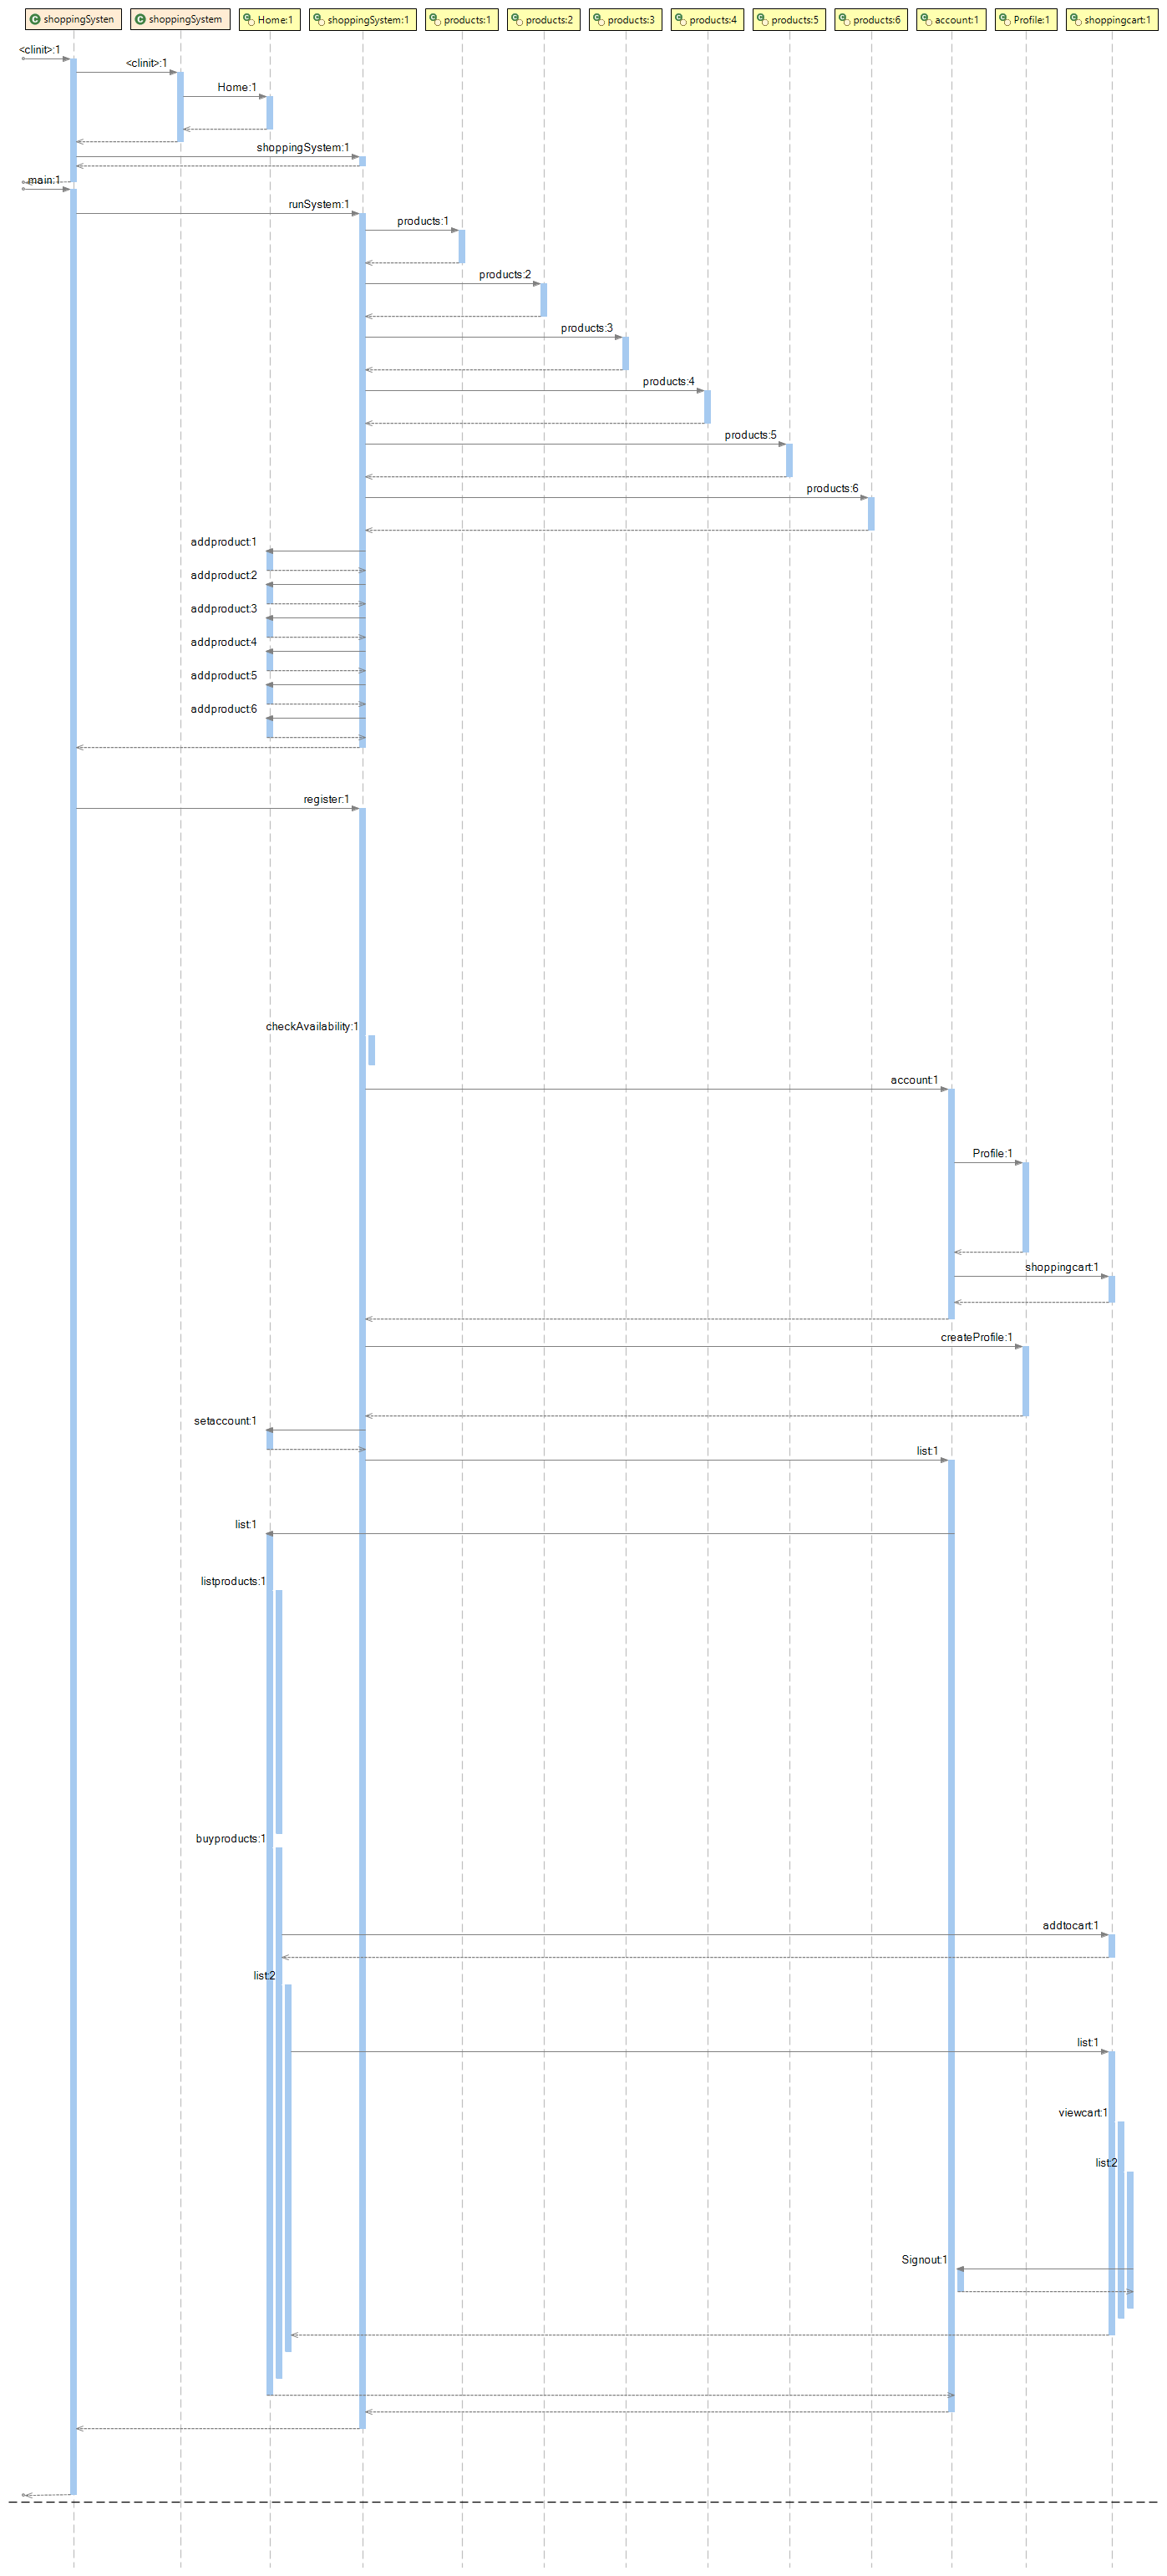 shoppingSysten
shoppingSystem
Home:1
shoppingSystem:1
products:1
products:2
products:3
products:4
products:5
products:6
account:1
Profile:1
shoppingcart:1
<clinit>:1
<clinit>:1
Home:1
shoppingSystem:1
main:1
runSystem:1
products:1
products:2
products:3
products:4
products:5
products:6
addproduct:1
addproduct:2
addproduct:3
addproduct:4
addproduct:5
addproduct:6
register:1
checkAvailability:1
account:1
Profile:1
shoppingcart:1
createProfile:1
setaccount:1
list:1
list:1
listproducts:1
buyproducts:1
addtocart:1
list:2
list:1
viewcart:1
list:2
Signout:1